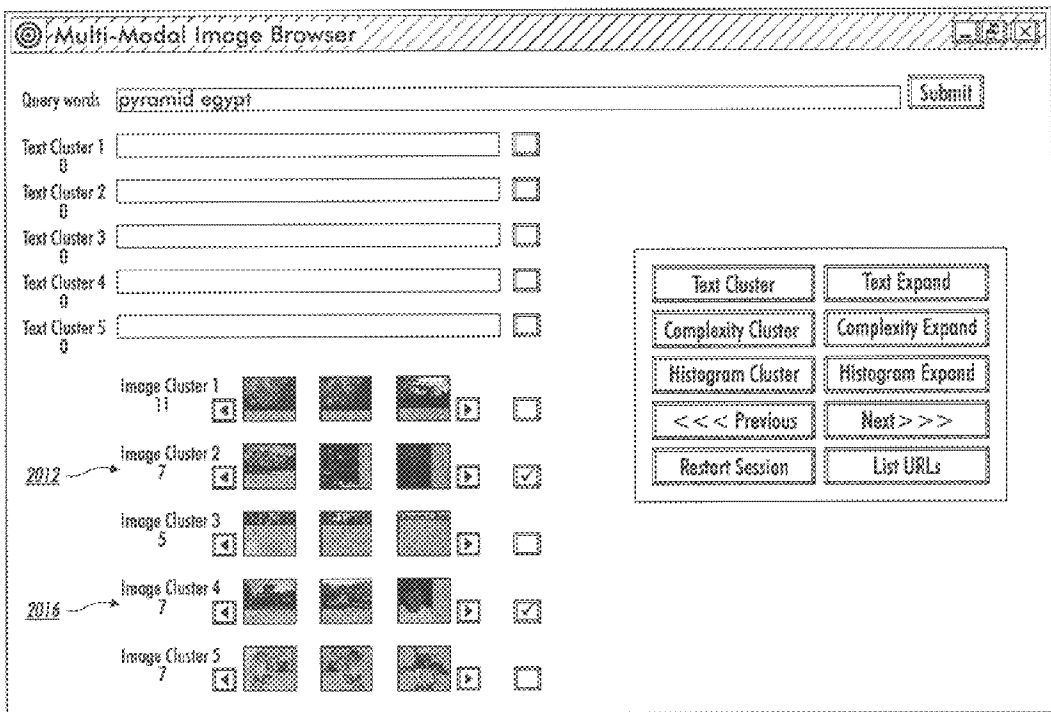 Multi-Modal Image Browser
Query words pyramid egypt Submit
Text Cluster 1
0
Text Cluster 2
0
Text Cluster 3
0
Text Cluster 4
0
Text Cluster 5
0
Text Cluster Text Expand
Complexity Cluster Complexity Expand
Histogram Cluster Histogram Expand
<<< Previous Next>>>
Restart Session List URLs
Image Cluster 1
11
2012 Image Cluster 2
7
Image Cluster 3
5
2016 Image Cluster 4
7
Image Cluster 5
7